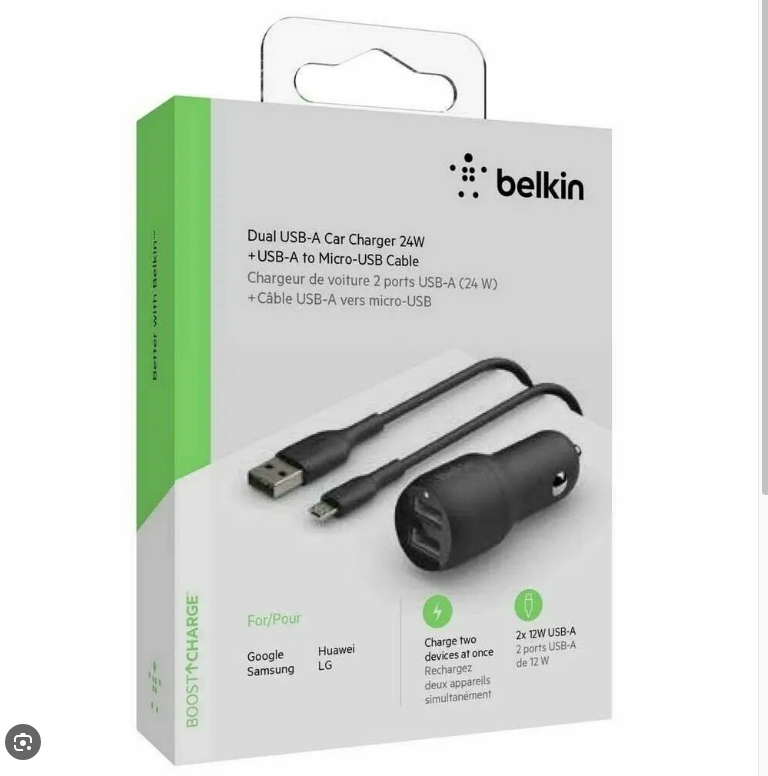 belkin
Dual USB-A Car Charger 24W
+USB-A to Micro-USB Cable
Chargeur de voiture 2 ports USB-A (24 W)
+Câble USB-A vers micro-USB
Better with Belkin™
BOOST↑CHARGE™
For/Pour
Google
Samsung
Huawei
LG
Charge two
devices at once
Rechargez
deux appareils
simultanément
2x 12W USB-A
2 ports USB-A
de 12 W